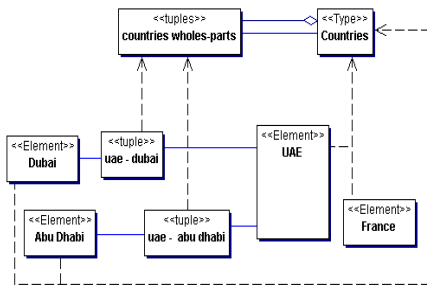 <<tuples>>
countries wholes-parts
<<Type>>
Countries
<<Element>>
Dubai
<<tuple>>
uae - dubai
<<Element>>
UAE
<<Element>>
Abu Dhabi
<<tuple>>
uae - abu dhabi
<<Element>>
France